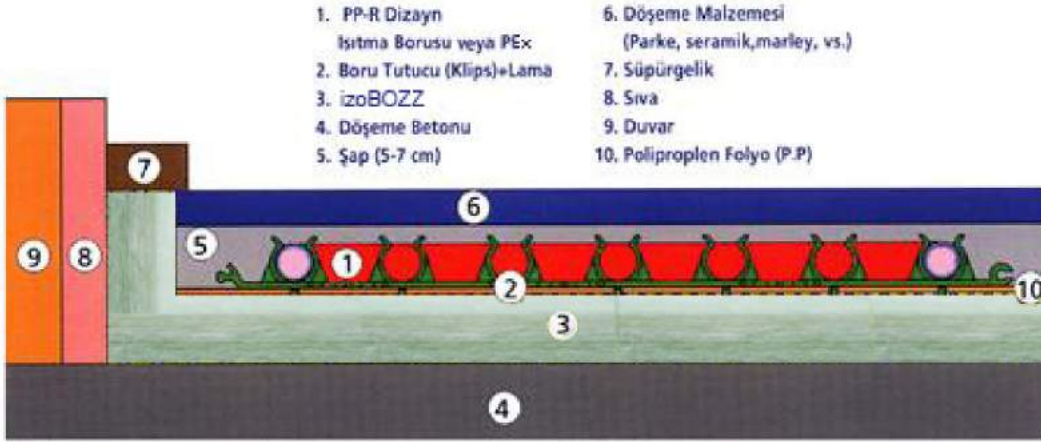 1. PP-R Dizayn
Isıtma Borusu veya PEx
2. Boru Tutucu (Klips)+Lama
3. izoBOZZ
4. Döşeme Betonu
5. Şap (5-7 cm)
6. Döşeme Malzemesi
(Parke, seramik,marley, vs.)
7. Süpürgelik
8. Sıva
9. Duvar
10. Poliproplen Folyo (P.P)
7
6
5
9
8
1
2
10
3
4